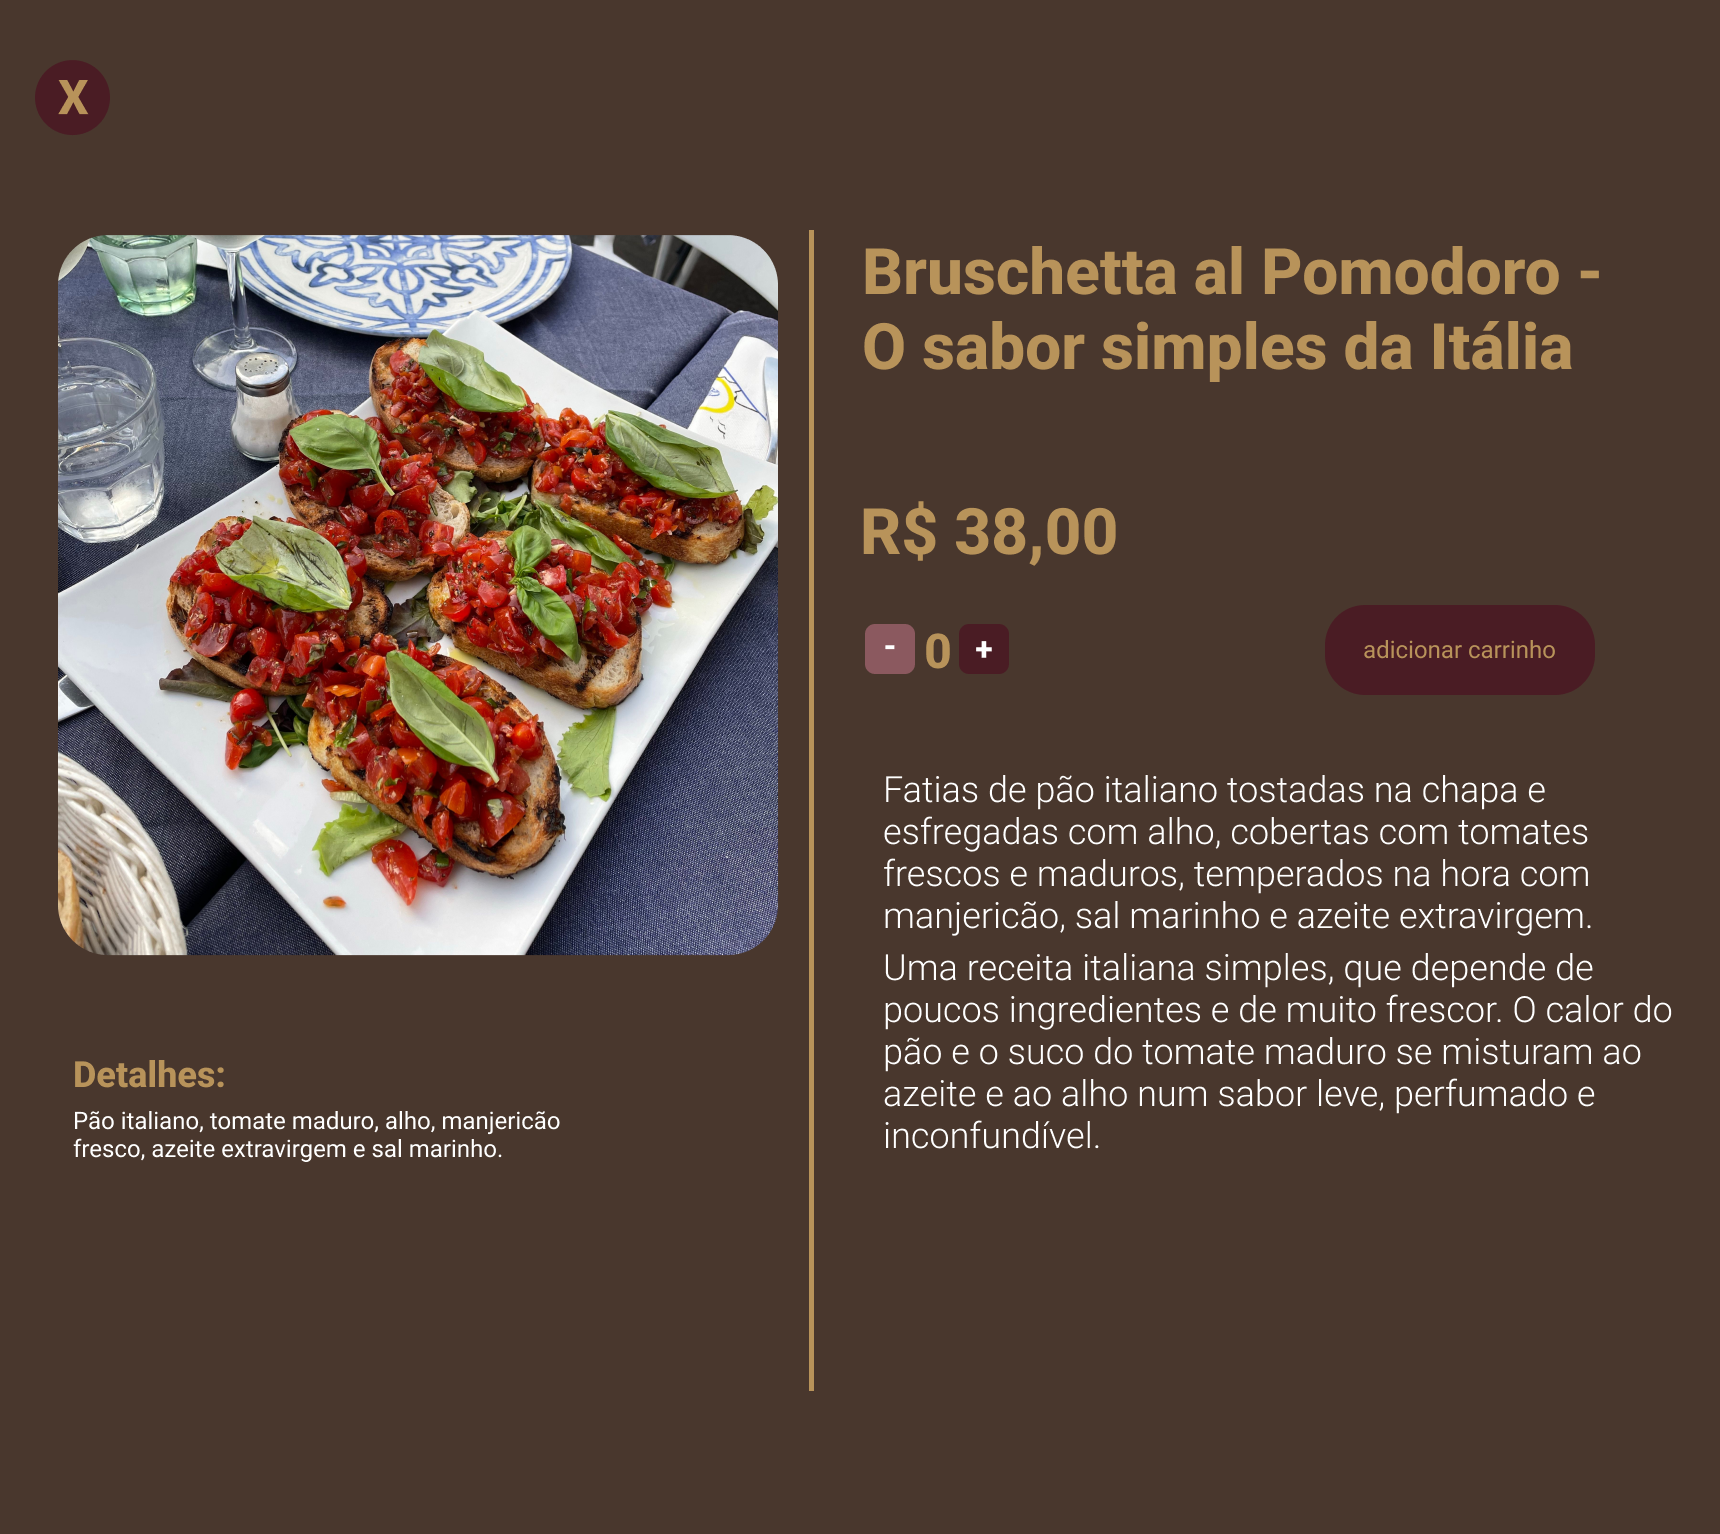 X
Bruschetta al Pomodoro -
O sabor simples da Itália
R$ 38,00
- 0 +
adicionar carrinho
Fatias de pão italiano tostadas na chapa e
esfregadas com alho, cobertas com tomates
frescos e maduros, temperados na hora com
manjericão, sal marinho e azeite extravirgem.
Uma receita italiana simples, que depende de
poucos ingredientes e de muito frescor. O calor do
pão e o suco do tomate maduro se misturam ao
azeite e ao alho num sabor leve, perfumado e
inconfundível.
Detalhes:
Pão italiano, tomate maduro, alho, manjericão
fresco, azeite extravirgem e sal marinho.